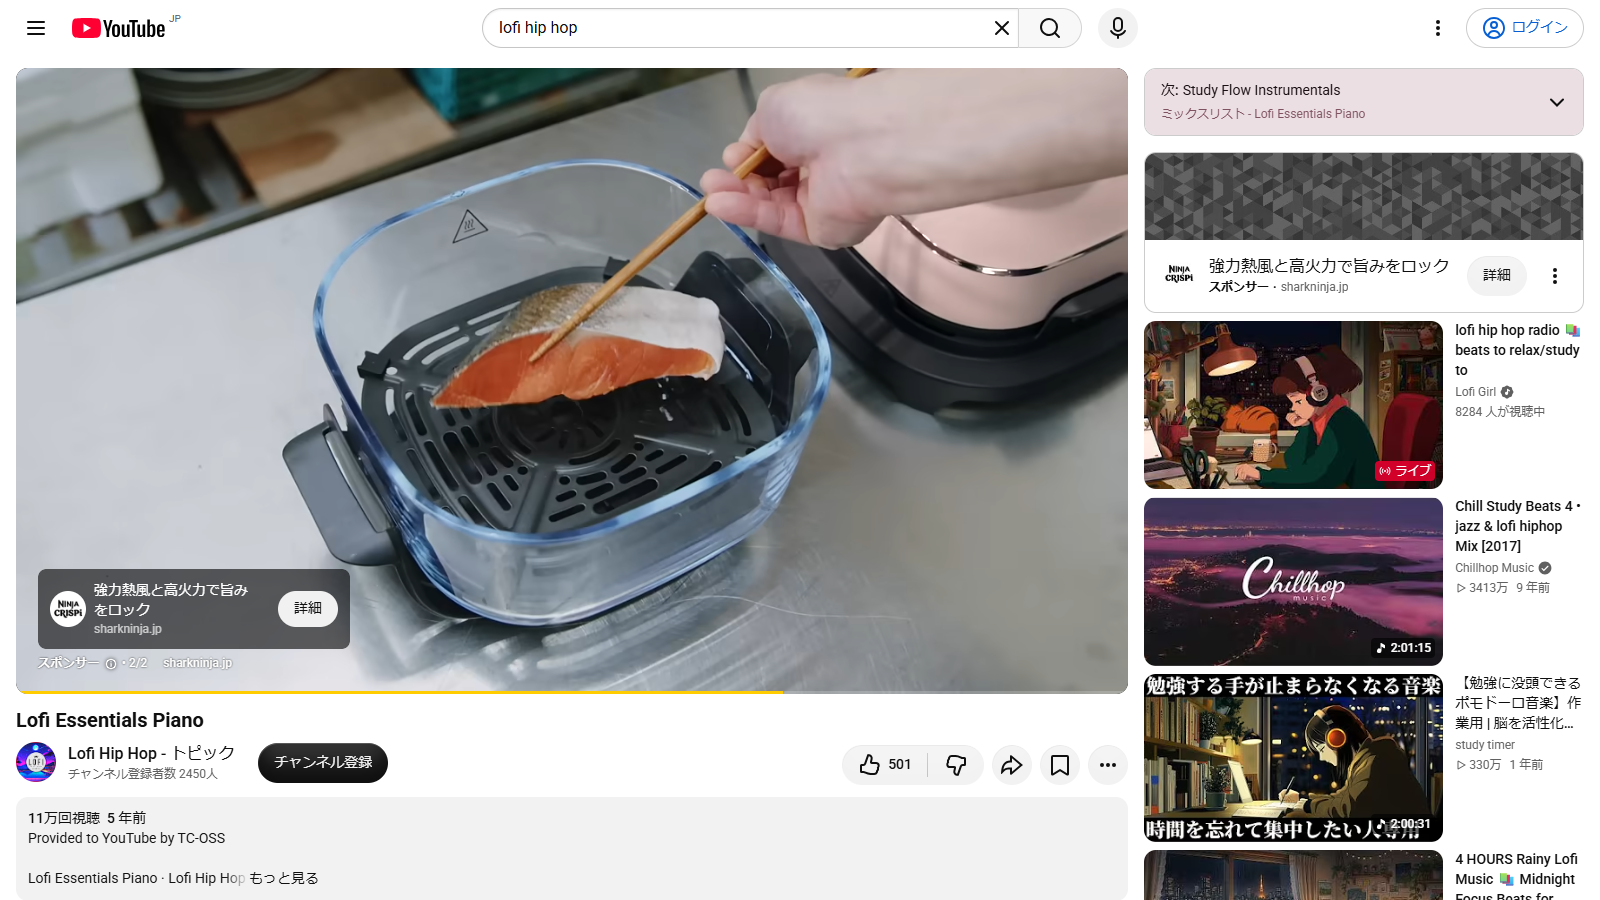 YouTube JP
lofi hip hop
ログイン
強力熱風と高火力で旨み
をロック
sharkninja.jp
NINJA
CRISPi
詳細
スポンサー · 2/2 sharkninja.jp
Lofi Essentials Piano
LOFI
Lofi Hip Hop - トピック
チャンネル登録者数 2450人
チャンネル登録
501
11万回視聴 5 年前
Provided to YouTube by TC-OSS
Lofi Essentials Piano · Lofi Hip Hop もっと見る
次: Study Flow Instrumentals
ミックスリスト - Lofi Essentials Piano
NINJA
CRISPi
強力熱風と高火力で旨みをロック
スポンサー · sharkninja.jp
詳細
ライブ
lofi hip hop radio 📚
beats to relax/study
to
Lofi Girl
8284 人が視聴中
Chillhop
music
2:01:15
Chill Study Beats 4 •
jazz & lofi hiphop
Mix [2017]
Chillhop Music
3413万 9 年前
勉強する手が止まらなくなる音楽
時間を忘れて集中したい人専用
2:00:31
【勉強に没頭できる
ポモドーロ音楽】作
業用 | 脳を活性化...
study timer
330万 1 年前
4 HOURS Rainy Lofi
Music 📚 Midnight
Focus Beats for